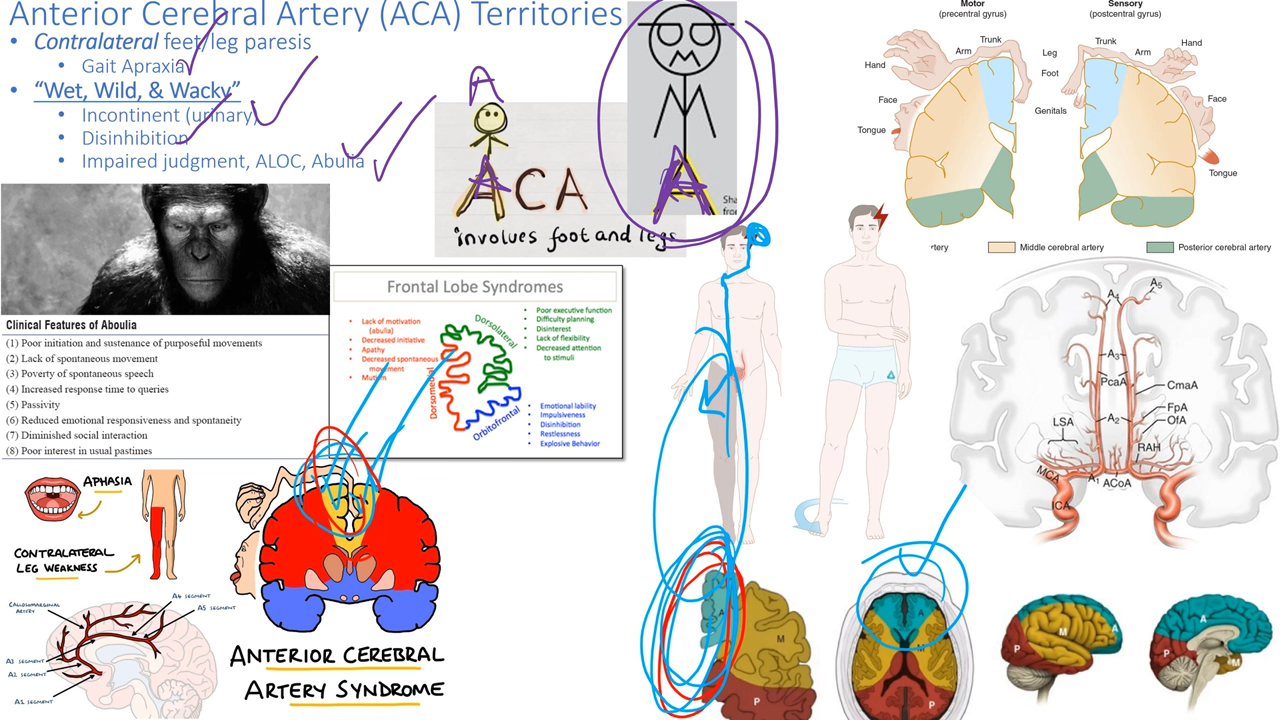 Anterior Cerebral Artery (ACA) Territories
• Contralateral feet/leg paresis
• Gait Apraxia
• "Wet, Wild, & Wacky"
• Incontinent (urinary)
• Disinhibition
• Impaired judgment, ALOC, Abulia
A
ACA
involves foot and legs
A
Sha
fro
Motor
(precentral gyrus)
Sensory
(postcentral gyrus)
Trunk
Arm
Hand
Face
Tongue
Leg
Foot
Genitals
Trunk
Arm
Hand
Face
Tongue
rtery
Middle cerebral artery
Posterior cerebral artery
Clinical Features of Aboulia
(1) Poor initiation and sustenance of purposeful movements
(2) Lack of spontaneous movement
(3) Poverty of spontaneous speech
(4) Increased response time to queries
(5) Passivity
(6) Reduced emotional responsiveness and spontaneity
(7) Diminished social interaction
(8) Poor interest in usual pastimes
Frontal Lobe Syndromes
• Lack of motivation
(abulia)
• Decreased initiative
• Apathy
• Decreased spontaneous
movement
• Mutism
Dorsomedial
Dorsolateral
Orbitofrontal
• Poor executive function
• Difficulty planning
• Disinterest
• Lack of flexibility
• Decreased attention
to stimuli
• Emotional lability
• Impulsiveness
• Disinhibition
• Restlessness
• Explosive Behavior
APHASIA
CONTRALATERAL
LEG WEAKNESS
CALLOSOMARGINAL
ARTERY
A4 SEGMENT
A5 SEGMENT
A3 SEGMENT
A2 SEGMENT
A1 SEGMENT
ANTERIOR CEREBRAL
ARTERY SYNDROME
A4
A5
A3
PcaA
CmaA
A2
FpA
OfA
LSA
RAH
MCA
A1
ACoA
ICA
A
M
P
A
M
P
M
A
P
A
P
M